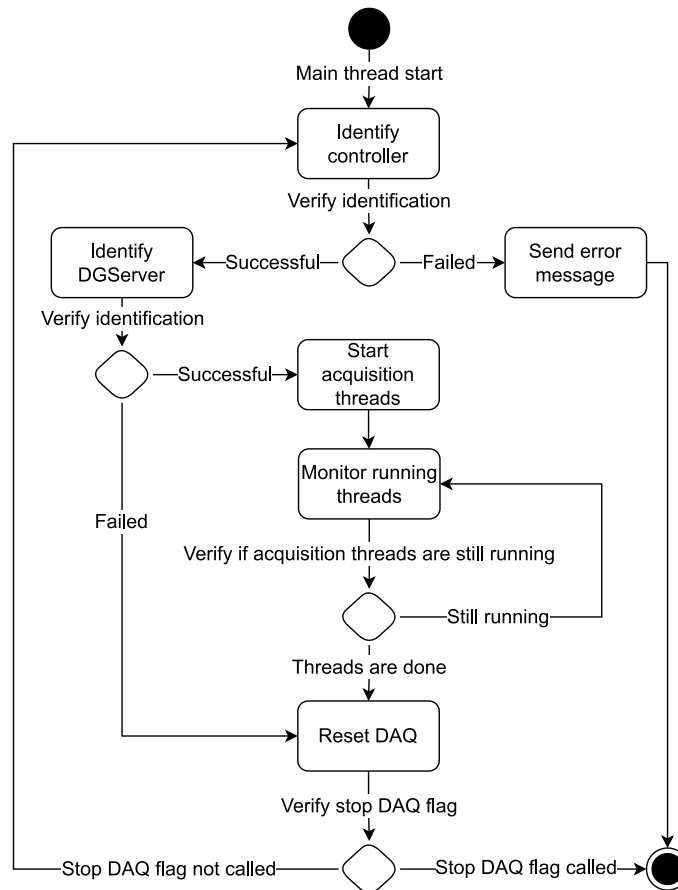 Main thread start
Identify
controller
Verify identification
Identify
DGServer
Successful
Failed
Send error
message
Verify identification
Successful
Start
acquisition
threads
Monitor running
threads
Failed
Verify if acquisition threads are still running
Still running
Threads are done
Reset DAQ
Verify stop DAQ flag
Stop DAQ flag not called
Stop DAQ flag called